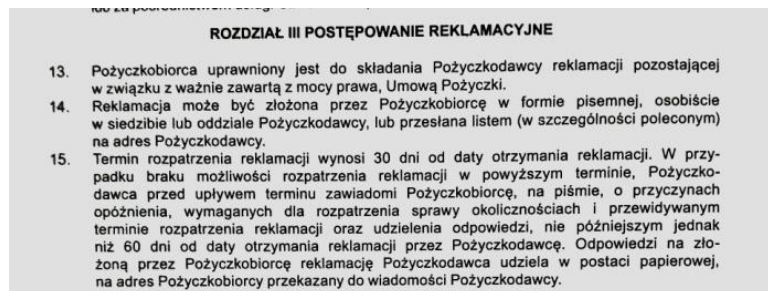 ROZDZIAŁ III POSTĘPOWANIE REKLAMACYJNE
13. Pożyczkobiorca uprawniony jest do składania Pożyczkodawcy reklamacji pozostającej
w związku z ważnie zawartą z mocy prawa, Umową Pożyczki.
14. Reklamacja może być złożona przez Pożyczkobiorcę w formie pisemnej, osobiście
w siedzibie lub oddziale Pożyczkodawcy, lub przesłana listem (w szczególności poleconym)
na adres Pożyczkodawcy.
15. Termin rozpatrzenia reklamacji wynosi 30 dni od daty otrzymania reklamacji. W przy-
padku braku możliwości rozpatrzenia reklamacji w powyższym terminie, Pożyczko-
dawca przed upływem terminu zawiadomi Pożyczkobiorcę, na piśmie, o przyczynach
opóźnienia, wymaganych dla rozpatrzenia sprawy okolicznościach i przewidywanym
terminie rozpatrzenia reklamacji oraz udzielenia odpowiedzi, nie późniejszym jednak
niż 60 dni od daty otrzymania reklamacji przez Pożyczkodawcę. Odpowiedzi na zło-
żoną przez Pożyczkobiorcę reklamację Pożyczkodawca udziela w postaci papierowej,
na adres Pożyczkobiorcy przekazany do wiadomości Pożyczkodawcy.